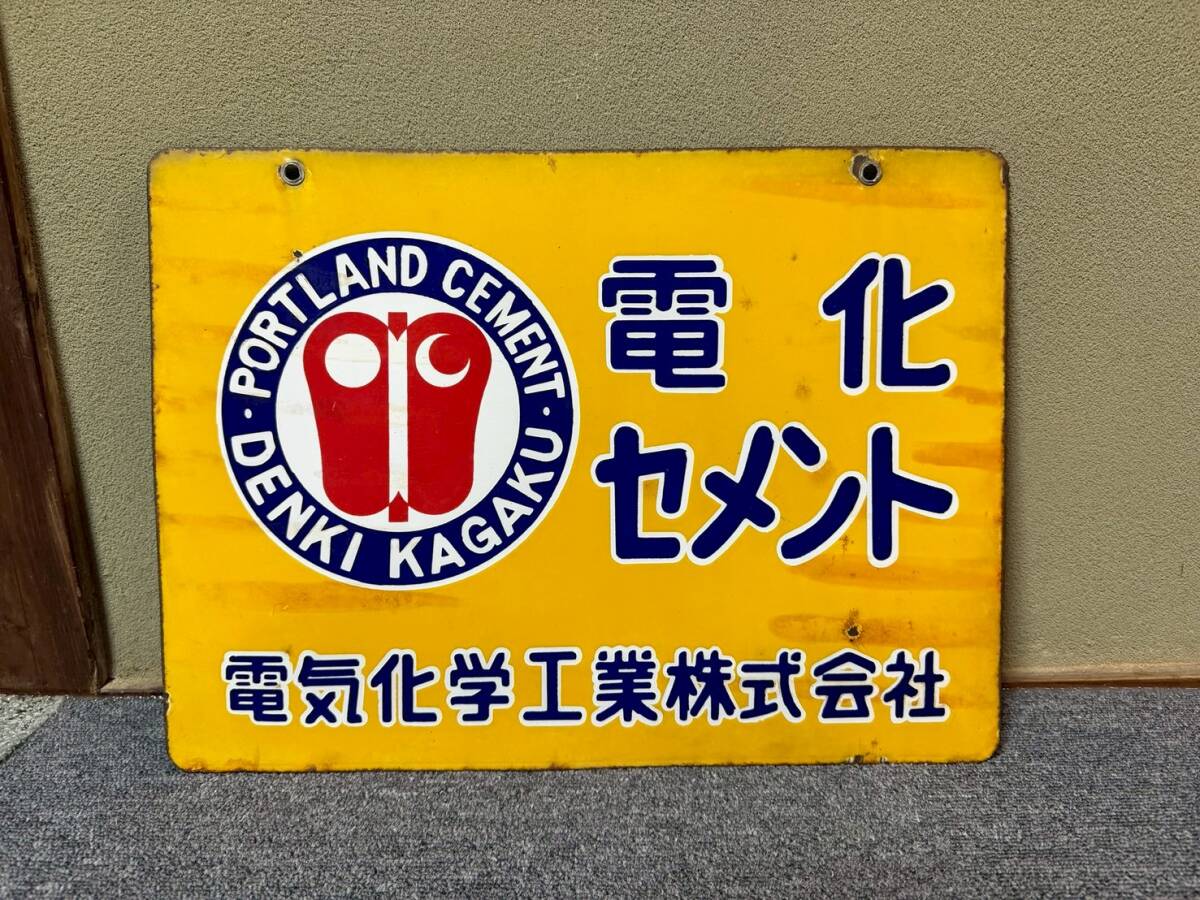 ・PORTLAND CEMENT・
DENKI KAGAKU
電化
セメント
電気化学工業株式会社